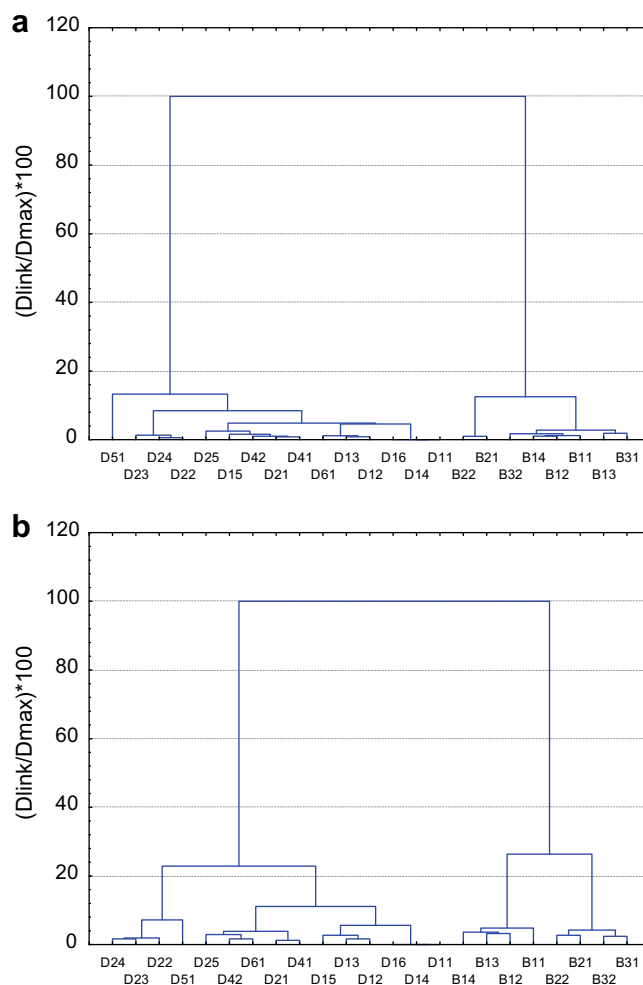 a
120
100
80
60
40
20
0
(Dlink/Dmax)*100
D51 D24 D25 D42 D41 D13 D16 D11 B21 B14 B11 B31
D23 D22 D15 D21 D61 D12 D14 B22 B32 B12 B13
b
120
100
80
60
40
20
0
(Dlink/Dmax)*100
D24 D22 D25 D61 D41 D13 D16 D11 B13 B11 B21 B31
D23 D51 D42 D21 D15 D12 D14 B14 B12 B22 B32